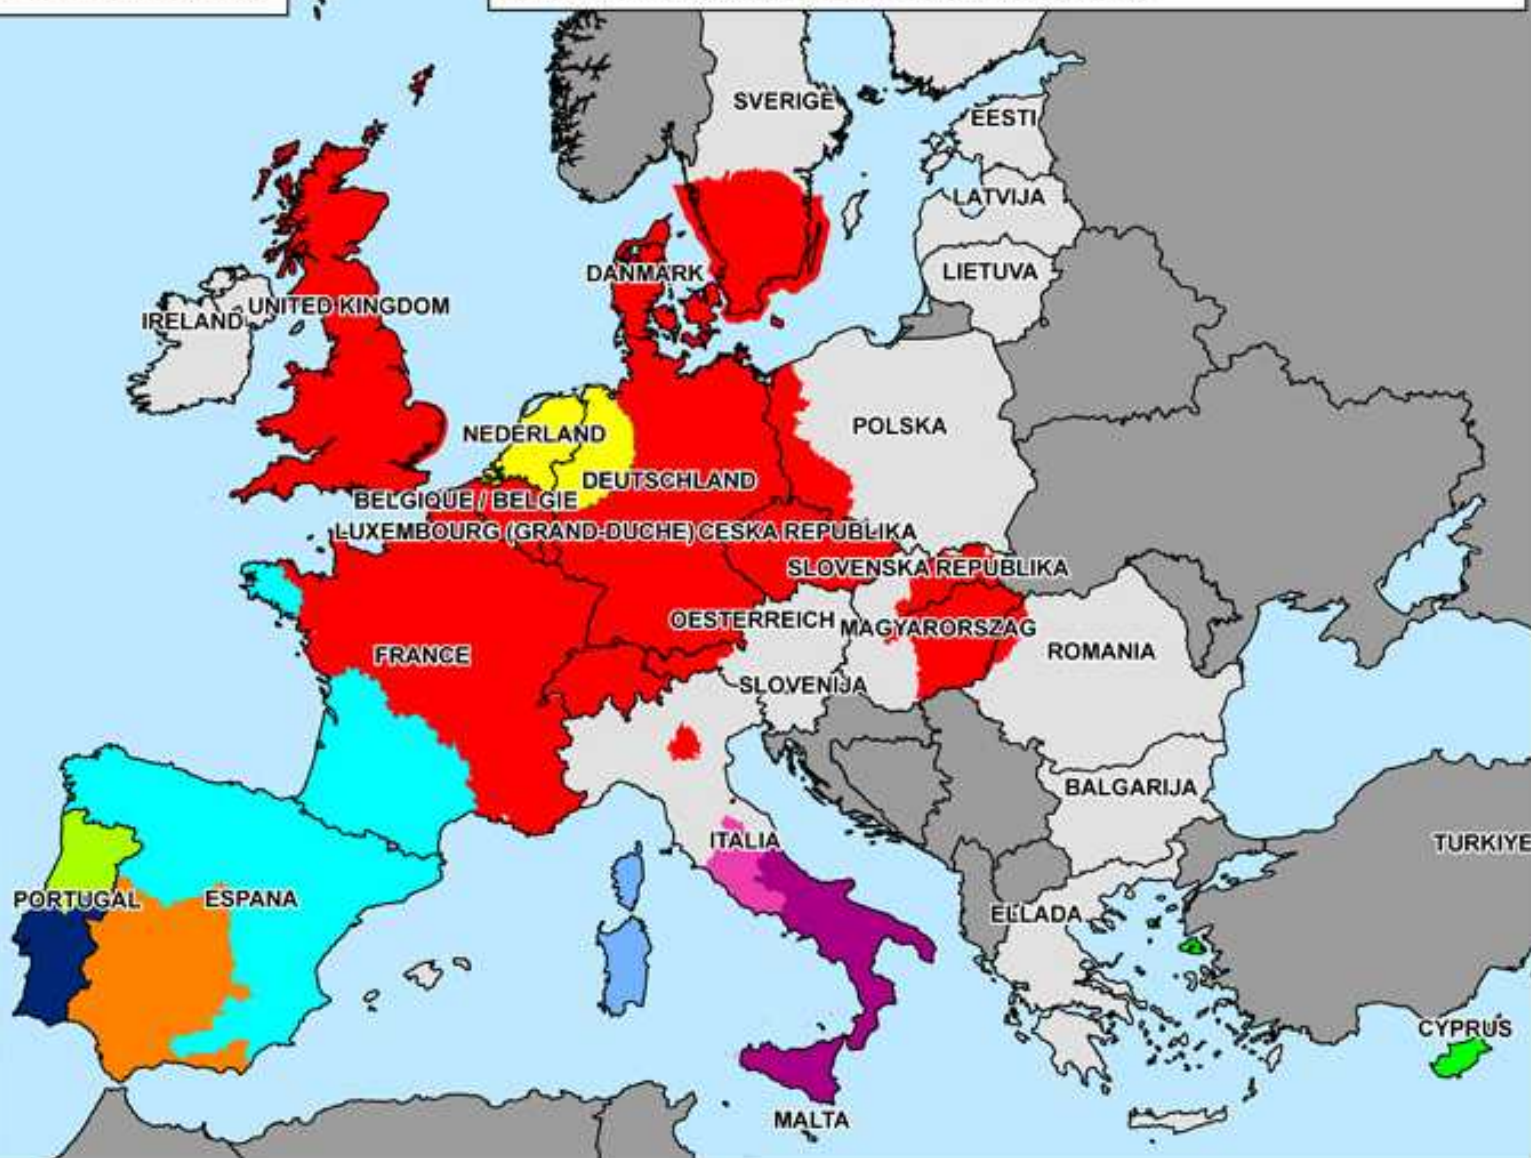 SVERIGE
EESTI
LATVIJA
LIETUVA
DANMARK
UNITED KINGDOM
IRELAND
POLSKA
NEDERLAND
DEUTSCHLAND
BELGIQUE / BELGIE
LUXEMBOURG (GRAND-DUCHE)
CESKA REPUBLIKA
SLOVENSKA REPUBLIKA
OESTERREICH
MAGYARORSZAG
ROMANIA
FRANCE
SLOVENIJA
BALGARIJA
ITALIA
TURKIYE
PORTUGAL
ESPANA
ELLADA
CYPRUS
MALTA